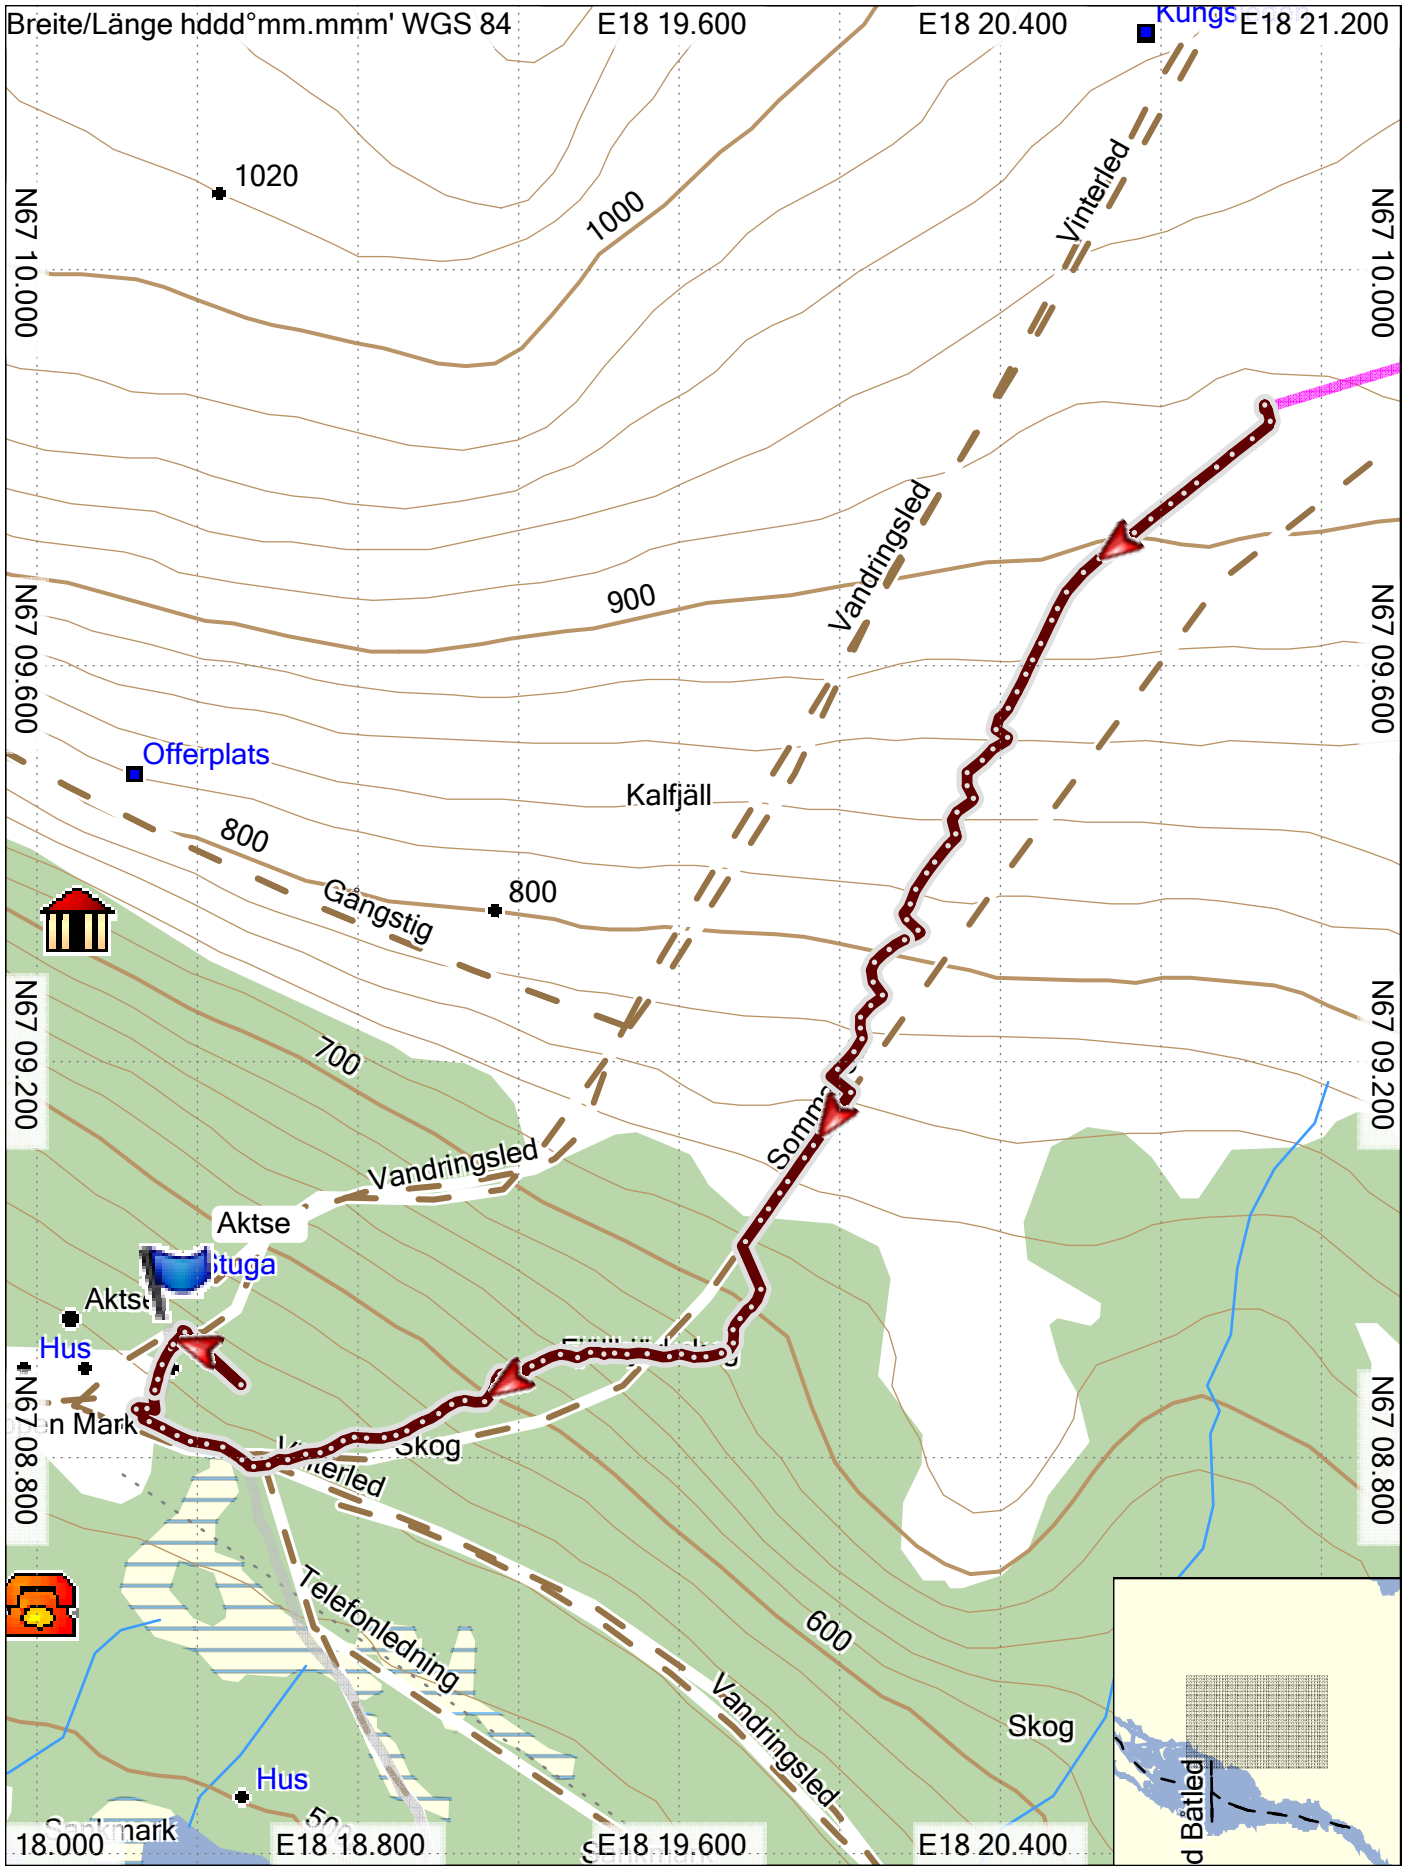 Breite/Länge hddd°mm.mmm' WGS 84
E18 19.600
E18 20.400
E18 21.200
1020
1000
Vinterled
N67 10.000
N67 10.000
Vandringsled
900
N67 09.600
N67 09.600
Offerplats
Kalfjäll
800
Gångstig
800
N67 09.200
N67 09.200
700
Vandringsled
Aktse
Stuga
Hus
N67 08.800
N67 08.800
Skog
Vinterled
Telefonledning
600
Vandringsled
Skog
Hus
d Båtled
18.000
E18 18.800
E18 19.600
E18 20.400